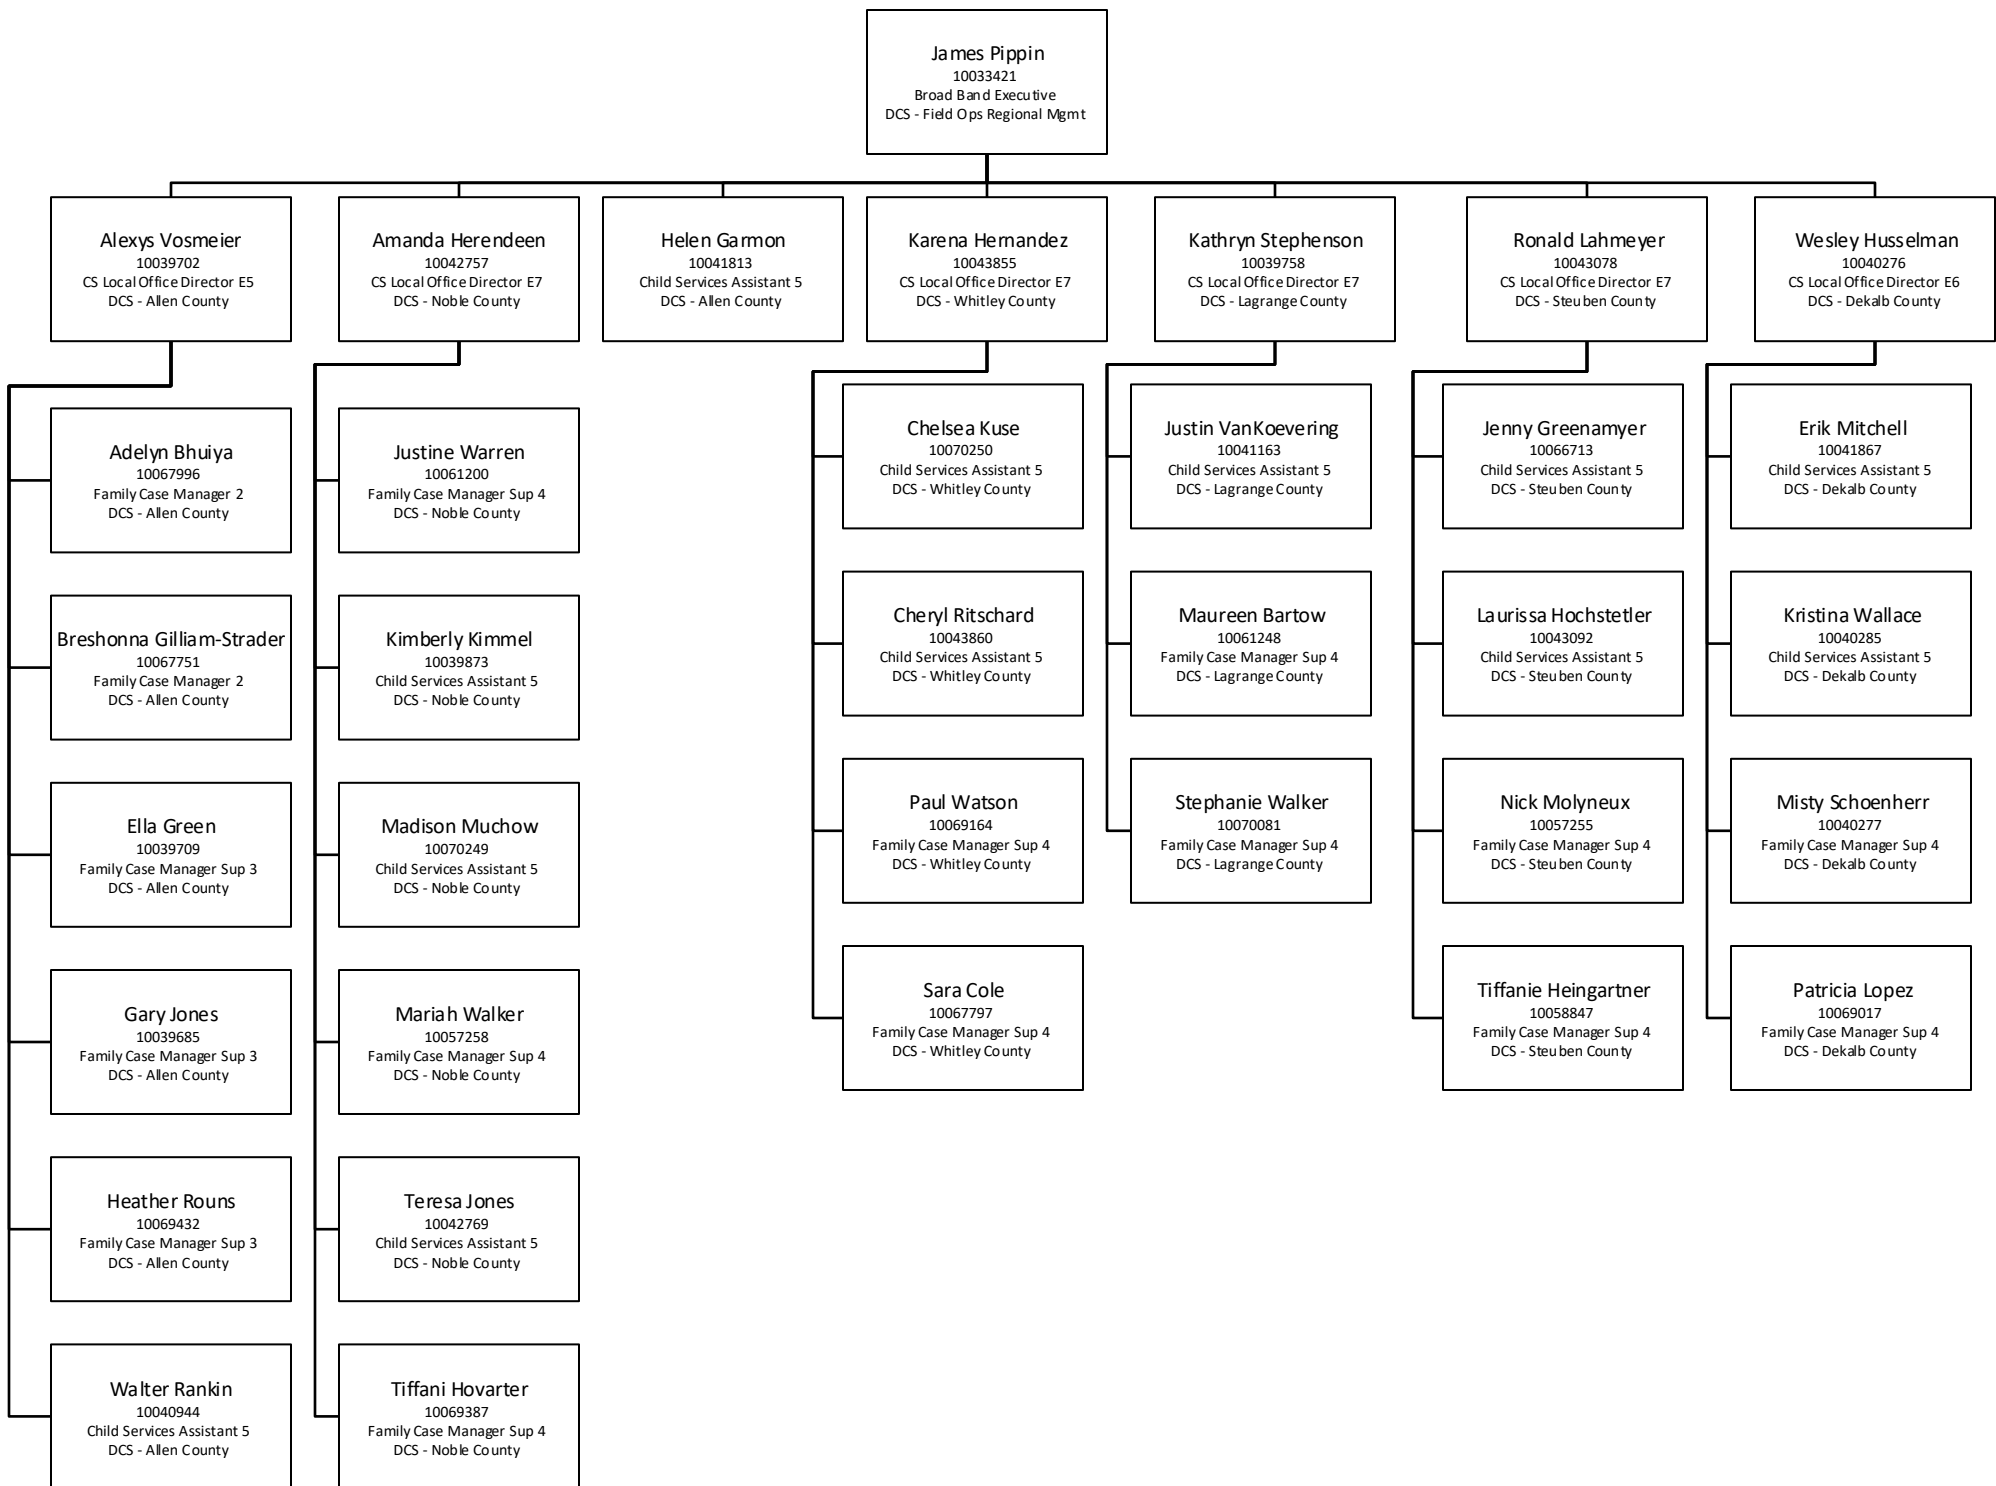 James Pippin
10033421
Broad Band Executive
DCS - Field Ops Regional Mgmt
Alexys Vosmeier
10039702
CS Local Office Director E5
DCS - Allen County
Amanda Herendeen
10042757
CS Local Office Director E7
DCS - Noble County
Helen Garmon
10041813
Child Services Assistant 5
DCS - Allen County
Karena Hernandez
10043855
CS Local Office Director E7
DCS - Whitley County
Kathryn Stephenson
10039758
CS Local Office Director E7
DCS - Lagrange County
Ronald Lahmeyer
10043078
CS Local Office Director E7
DCS - Steuben County
Wesley Husselman
10040276
CS Local Office Director E6
DCS - Dekalb County
Adelyn Bhuiya
10067996
Family Case Manager 2
DCS - Allen County
Breshonna Gilliam-Strader
10067751
Family Case Manager 2
DCS - Allen County
Ella Green
10039709
Family Case Manager Sup 3
DCS - Allen County
Gary Jones
10039685
Family Case Manager Sup 3
DCS - Allen County
Heather Rouns
10069432
Family Case Manager Sup 3
DCS - Allen County
Walter Rankin
10040944
Child Services Assistant 5
DCS - Allen County
Justine Warren
10061200
Family Case Manager Sup 4
DCS - Noble County
Kimberly Kimmel
10039873
Child Services Assistant 5
DCS - Noble County
Madison Muchow
10070249
Child Services Assistant 5
DCS - Noble County
Mariah Walker
10057258
Family Case Manager Sup 4
DCS - Noble County
Teresa Jones
10042769
Child Services Assistant 5
DCS - Noble County
Tiffani Hovarter
10069387
Family Case Manager Sup 4
DCS - Noble County
Chelsea Kuse
10070250
Child Services Assistant 5
DCS - Whitley County
Cheryl Ritschard
10043860
Child Services Assistant 5
DCS - Whitley County
Paul Watson
10069164
Family Case Manager Sup 4
DCS - Whitley County
Sara Cole
10067797
Family Case Manager Sup 4
DCS - Whitley County
Justin VanKoevering
10041163
Child Services Assistant 5
DCS - Lagrange County
Maureen Bartow
10061248
Family Case Manager Sup 4
DCS - Lagrange County
Stephanie Walker
10070081
Family Case Manager Sup 4
DCS - Lagrange County
Jenny Greenamyer
10066713
Child Services Assistant 5
DCS - Steuben County
Laurissa Hochstetler
10043092
Child Services Assistant 5
DCS - Steuben County
Nick Molyneux
10057255
Family Case Manager Sup 4
DCS - Steuben County
Tiffanie Heingartner
10058847
Family Case Manager Sup 4
DCS - Steuben County
Erik Mitchell
10041867
Child Services Assistant 5
DCS - Dekalb County
Kristina Wallace
10040285
Child Services Assistant 5
DCS - Dekalb County
Misty Schoenherr
10040277
Family Case Manager Sup 4
DCS - Dekalb County
Patricia Lopez
10069017
Family Case Manager Sup 4
DCS - Dekalb County